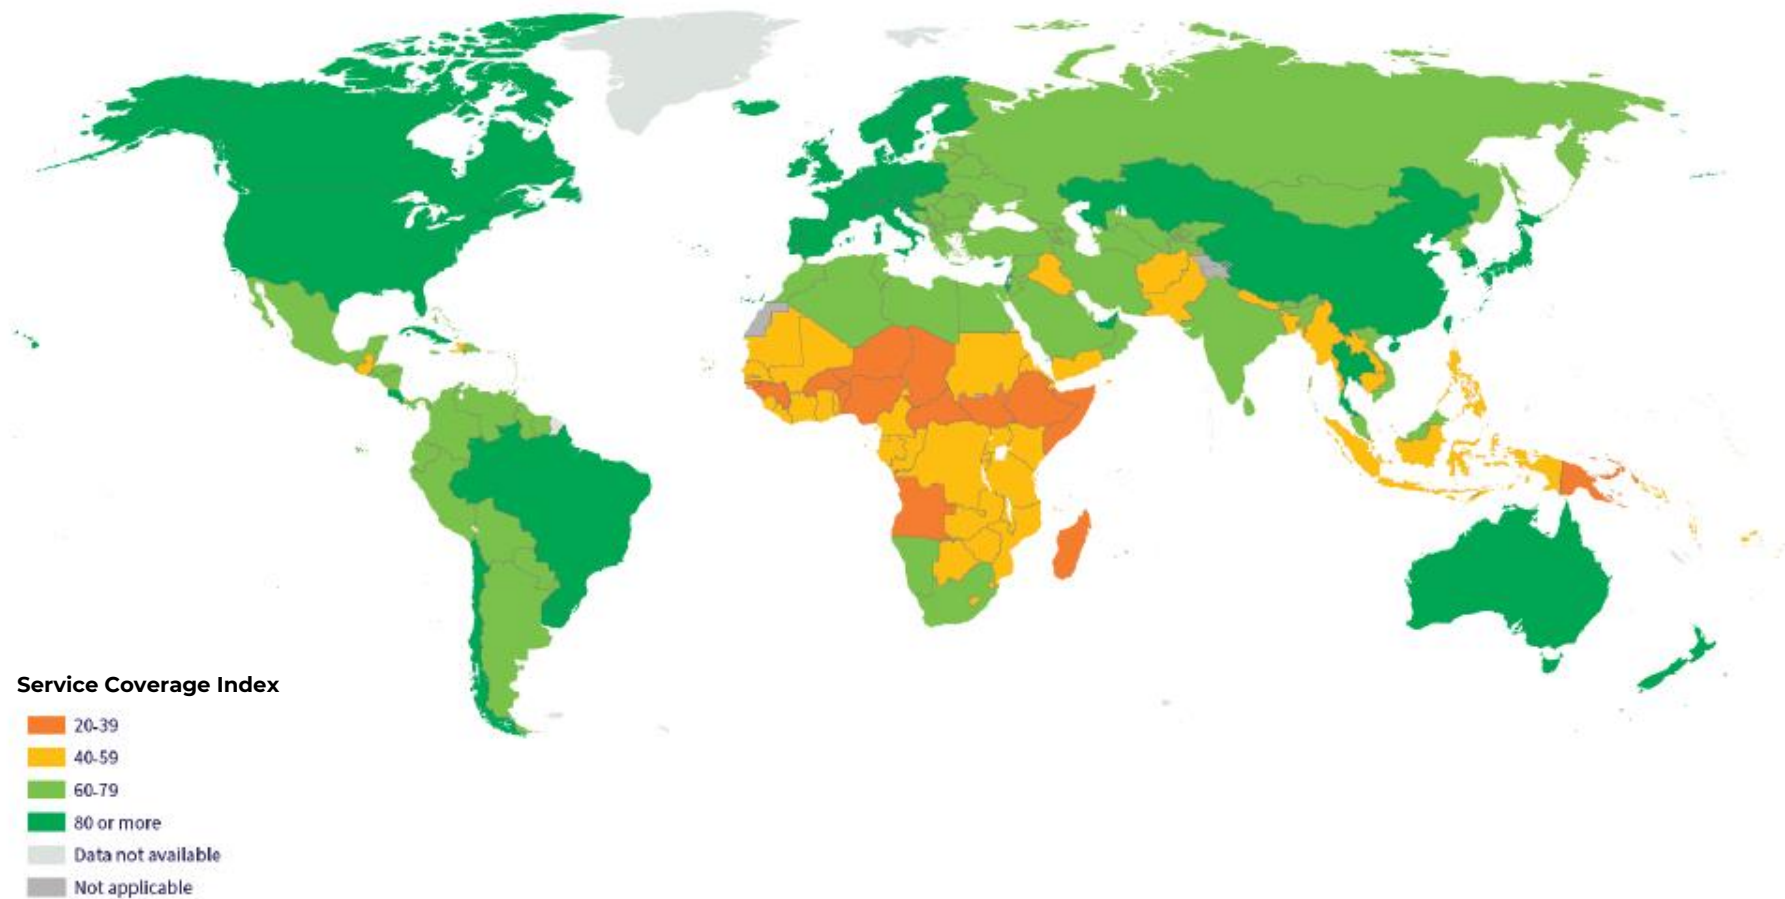 Service Coverage Index
20-39
40-59
60-79
80 or more
Data not available
Not applicable